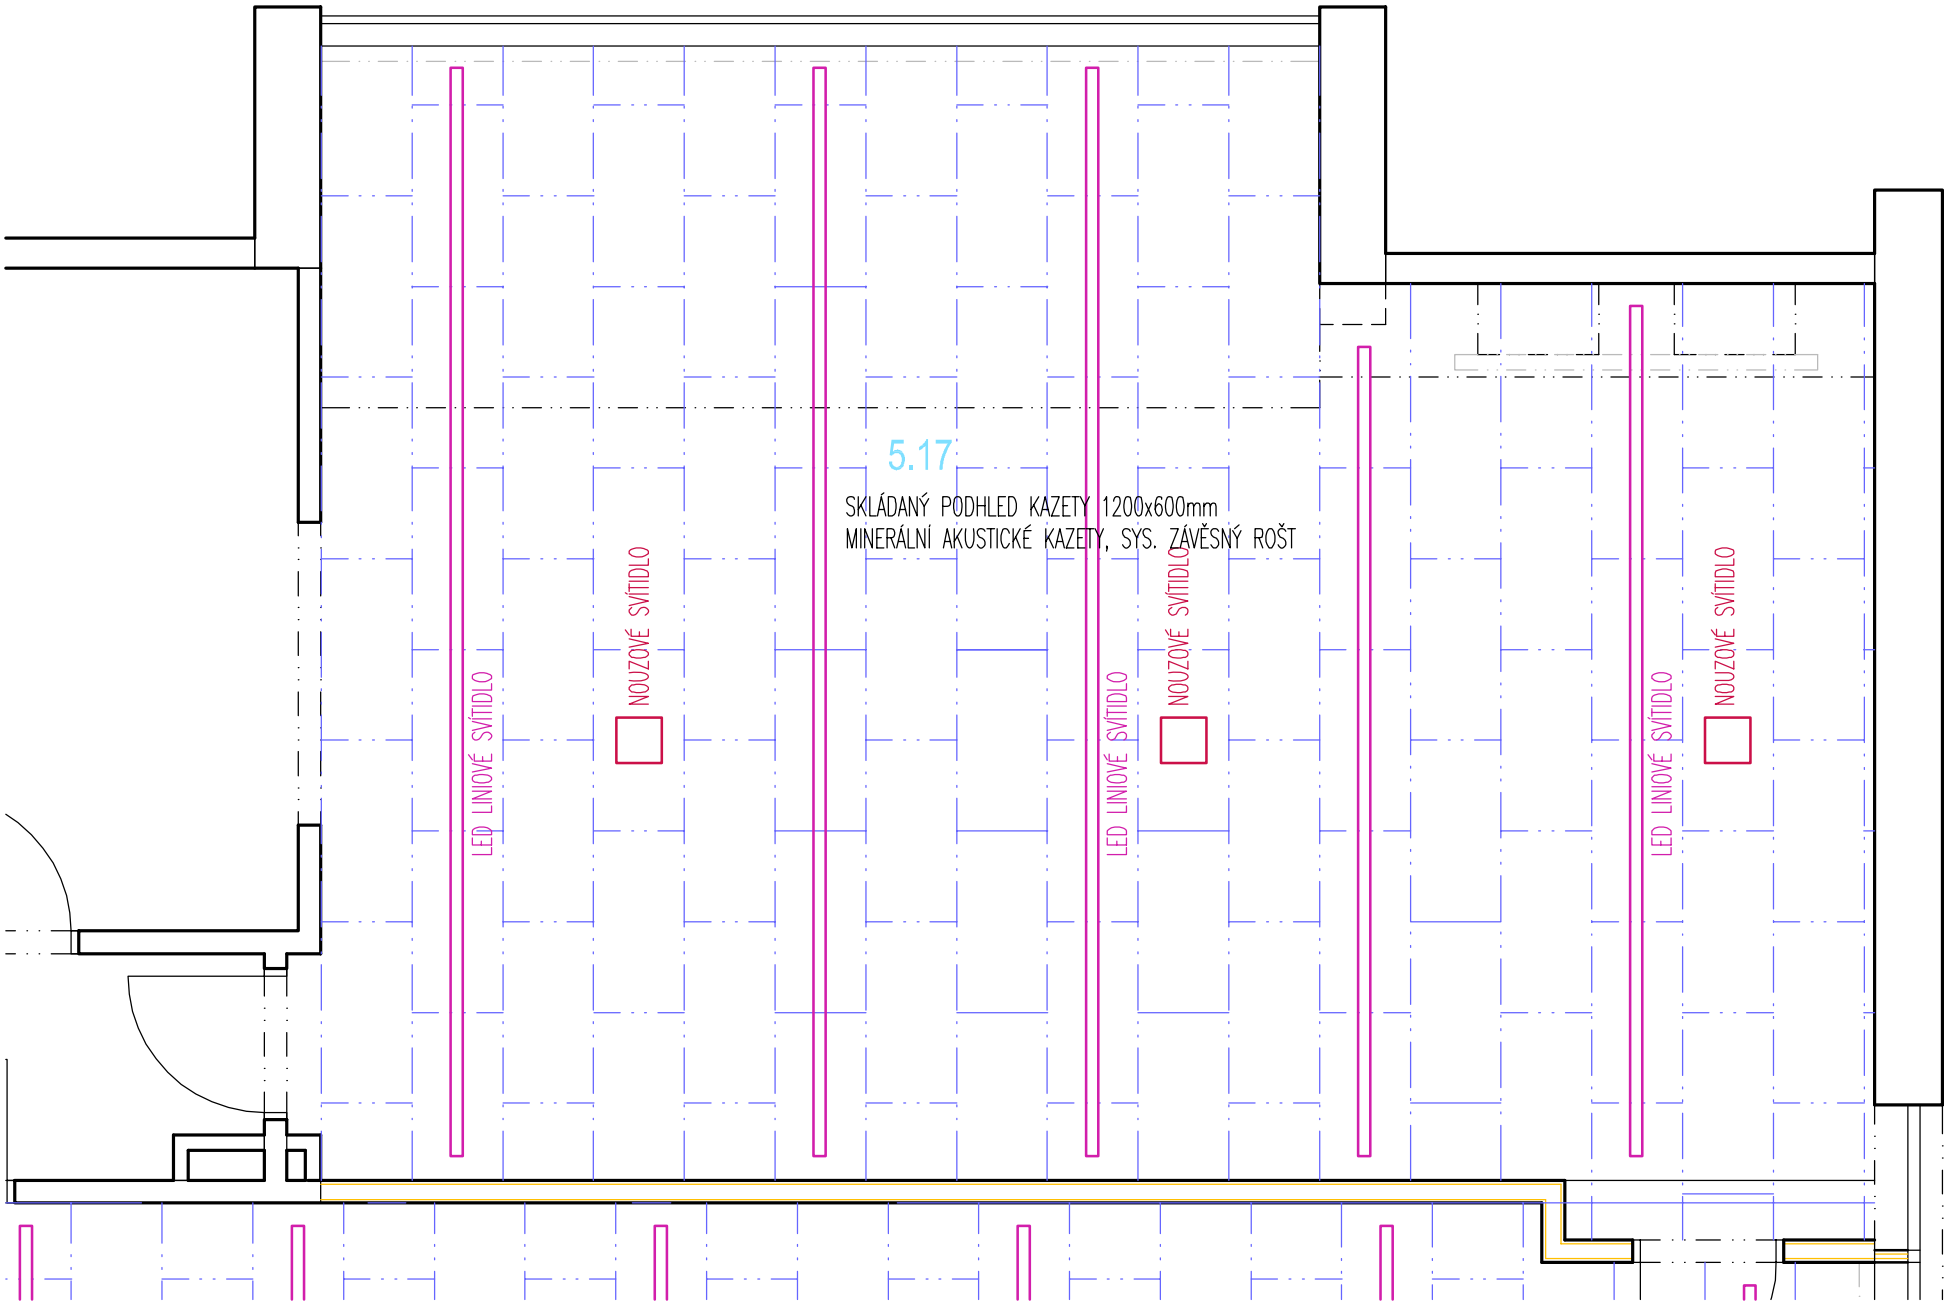 5.17
SKLÁDANÝ PODHLED KAZETY 1200x600mm
MINERÁLNÍ AKUSTICKÉ KAZETY, SYS. ZÁVĚSNÝ ROŠT
NOUZOVÉ SVÍTIDLO
NOUZOVÉ SVÍTIDLO
NOUZOVÉ SVÍTIDLO
LED LINIOVÉ SVÍTIDLO
LED LINIOVÉ SVÍTIDLO
LED LINIOVÉ SVÍTIDLO